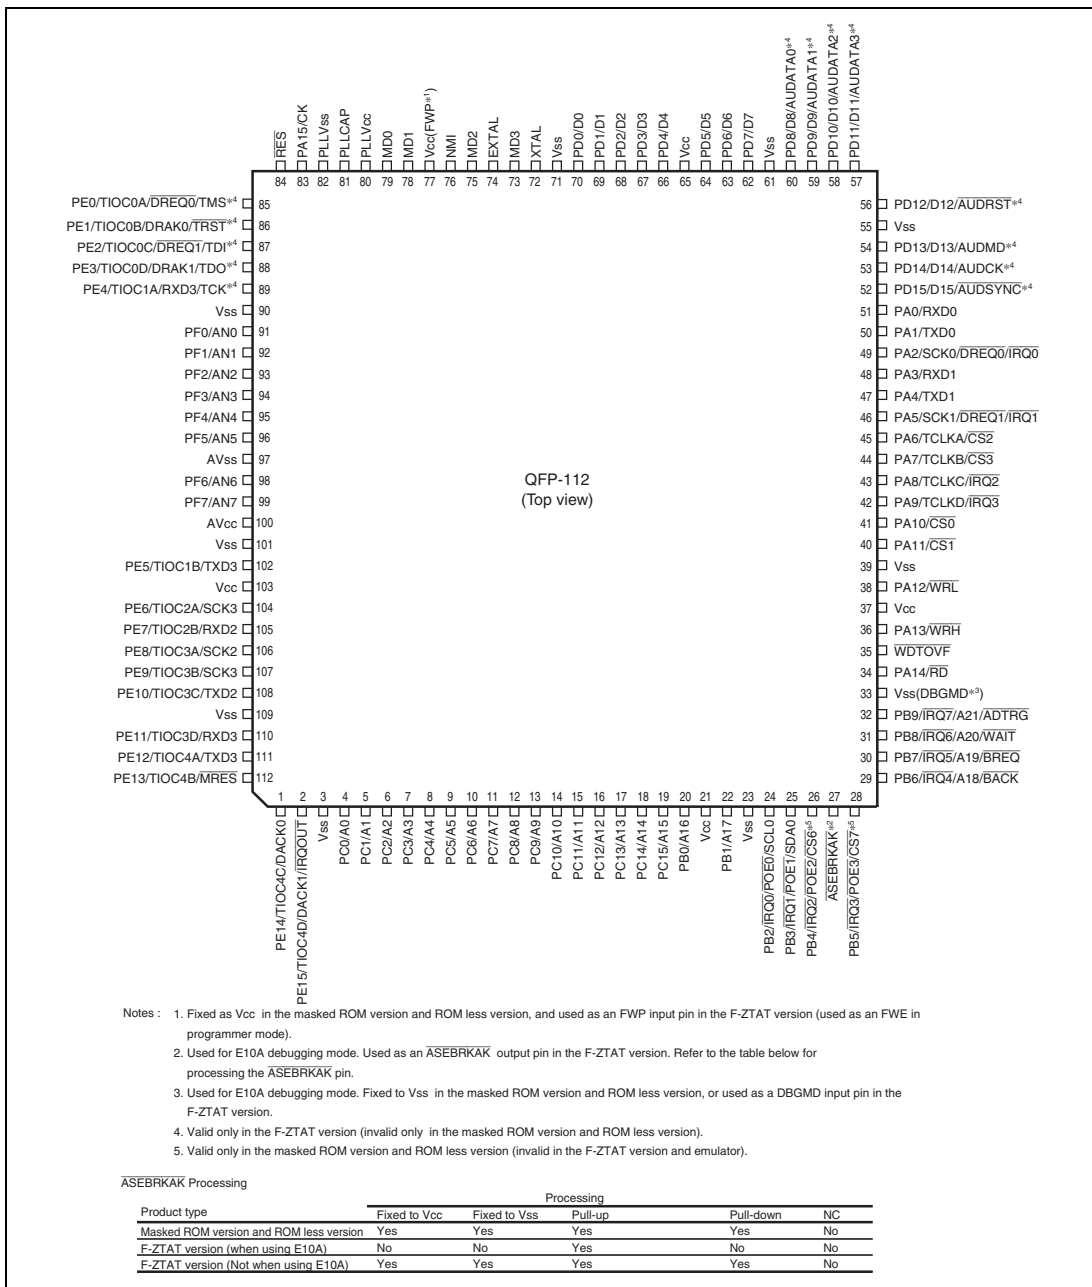 RES
PA15/CK
PLLVss
PLLCAP
PLLVcc
MD0
MD1
Vcc(FWP*1)
NMI
MD2
EXTAL
MD3
XTAL
Vss
PD0/D0
PD1/D1
PD2/D2
PD3/D3
PD4/D4
Vcc
PD5/D5
PD6/D6
PD7/D7
Vss
PD8/D8/AUDATA0*4
PD9/D9/AUDATA1*4
PD10/D10/AUDATA2*4
PD11/D11/AUDATA3*4
84 83 82 81 80 79 78 77 76 75 74 73 72 71 70 69 68 67 66 65 64 63 62 61 60 59 58 57
PE0/TIOC0A/DREQ0/TMS*4 85
PE1/TIOC0B/DRAK0/TRST*4 86
PE2/TIOC0C/DREQ1/TDI*4 87
PE3/TIOC0D/DRAK1/TDO*4 88
PE4/TIOC1A/RXD3/TCK*4 89
Vss 90
PF0/AN0 91
PF1/AN1 92
PF2/AN2 93
PF3/AN3 94
PF4/AN4 95
PF5/AN5 96
AVss 97
PF6/AN6 98
PF7/AN7 99
AVcc 100
Vss 101
PE5/TIOC1B/TXD3 102
Vcc 103
PE6/TIOC2A/SCK3 104
PE7/TIOC2B/RXD2 105
PE8/TIOC3A/SCK2 106
PE9/TIOC3B/SCK3 107
PE10/TIOC3C/TXD2 108
Vss 109
PE11/TIOC3D/RXD3 110
PE12/TIOC4A/TXD3 111
PE13/TIOC4B/MRES 112
QFP-112
(Top view)
56 PD12/D12/AUDRST*4
55 Vss
54 PD13/D13/AUDMD*4
53 PD14/D14/AUDCK*4
52 PD15/D15/AUDSYNC*4
51 PA0/RXD0
50 PA1/TXD0
49 PA2/SCK0/DREQ0/IRQ0
48 PA3/RXD1
47 PA4/TXD1
46 PA5/SCK1/DREQ1/IRQ1
45 PA6/TCLKA/CS2
44 PA7/TCLKB/CS3
43 PA8/TCLKC/IRQ2
42 PA9/TCLKD/IRQ3
41 PA10/CS0
40 PA11/CS1
39 Vss
38 PA12/WRL
37 Vcc
36 PA13/WRH
35 WDTOVF
34 PA14/RD
33 Vss(DBGMD*3)
32 PB9/IRQ7/A21/ADTRG
31 PB8/IRQ6/A20/WAIT
30 PB7/IRQ5/A19/BREQ
29 PB6/IRQ4/A18/BACK
1 2 3 4 5 6 7 8 9 10 11 12 13 14 15 16 17 18 19 20 21 22 23 24 25 26 27 28
PE14/TIOC4C/DACK0
PE15/TIOC4D/DACK1/IRQOUT
Vss
PC0/A0
PC1/A1
PC2/A2
PC3/A3
PC4/A4
PC5/A5
PC6/A6
PC7/A7
PC8/A8
PC9/A9
PC10/A10
PC11/A11
PC12/A12
PC13/A13
PC14/A14
PC15/A15
PB0/A16
Vcc
PB1/A17
Vss
PB2/IRQ0/POE0/SCL0
PB3/IRQ1/POE1/SDA0
PB4/IRQ2/POE2/CS6*5
ASEBRKAK*2
PB5/IRQ3/POE3/CS7*5
Notes : 1. Fixed as Vcc in the masked ROM version and ROM less version, and used as an FWP input pin in the F-ZTAT version (used as an FWE in
programmer mode).
2. Used for E10A debugging mode. Used as an ASEBRKAK output pin in the F-ZTAT version. Refer to the table below for
processing the ASEBRKAK pin.
3. Used for E10A debugging mode. Fixed to Vss in the masked ROM version and ROM less version, or used as a DBGMD input pin in the
F-ZTAT version.
4. Valid only in the F-ZTAT version (invalid only in the masked ROM version and ROM less version).
5. Valid only in the masked ROM version and ROM less version (invalid in the F-ZTAT version and emulator).
ASEBRKAK Processing
Processing
Product type Fixed to Vcc Fixed to Vss Pull-up Pull-down NC
Masked ROM version and ROM less version Yes Yes Yes Yes No
F-ZTAT version (when using E10A) No No Yes No No
F-ZTAT version (Not when using E10A) Yes Yes Yes Yes No